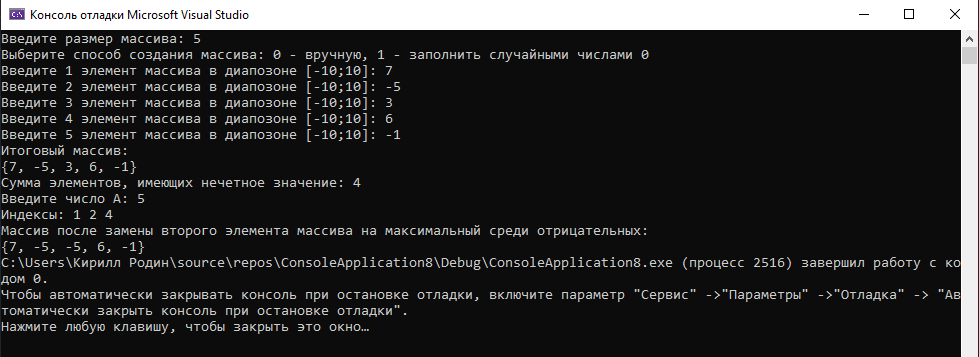 Консоль отладки Microsoft Visual Studio
Введите размер массива: 5
Выберите способ создания массива: 0 - вручную, 1 - заполнить случайными числами 0
Введите 1 элемент массива в диапозоне [-10;10]: 7
Введите 2 элемент массива в диапозоне [-10;10]: -5
Введите 3 элемент массива в диапозоне [-10;10]: 3
Введите 4 элемент массива в диапозоне [-10;10]: 6
Введите 5 элемент массива в диапозоне [-10;10]: -1
Итоговый массив:
{7, -5, 3, 6, -1}
Сумма элементов, имеющих нечетное значение: 4
Введите число A: 5
Индексы: 1 2 4
Массив после замены второго элемента массива на максимальный среди отрицательных:
{7, -5, -5, 6, -1}
C:\Users\Кирилл Родин\source\repos\ConsoleApplication8\Debug\ConsoleApplication8.exe (процесс 2516) завершил работу с ко
дом 0.
Чтобы автоматически закрывать консоль при остановке отладки, включите параметр "Сервис" ->"Параметры" ->"Отладка" -> "Ав
томатически закрыть консоль при остановке отладки".
Нажмите любую клавишу, чтобы закрыть это окно…